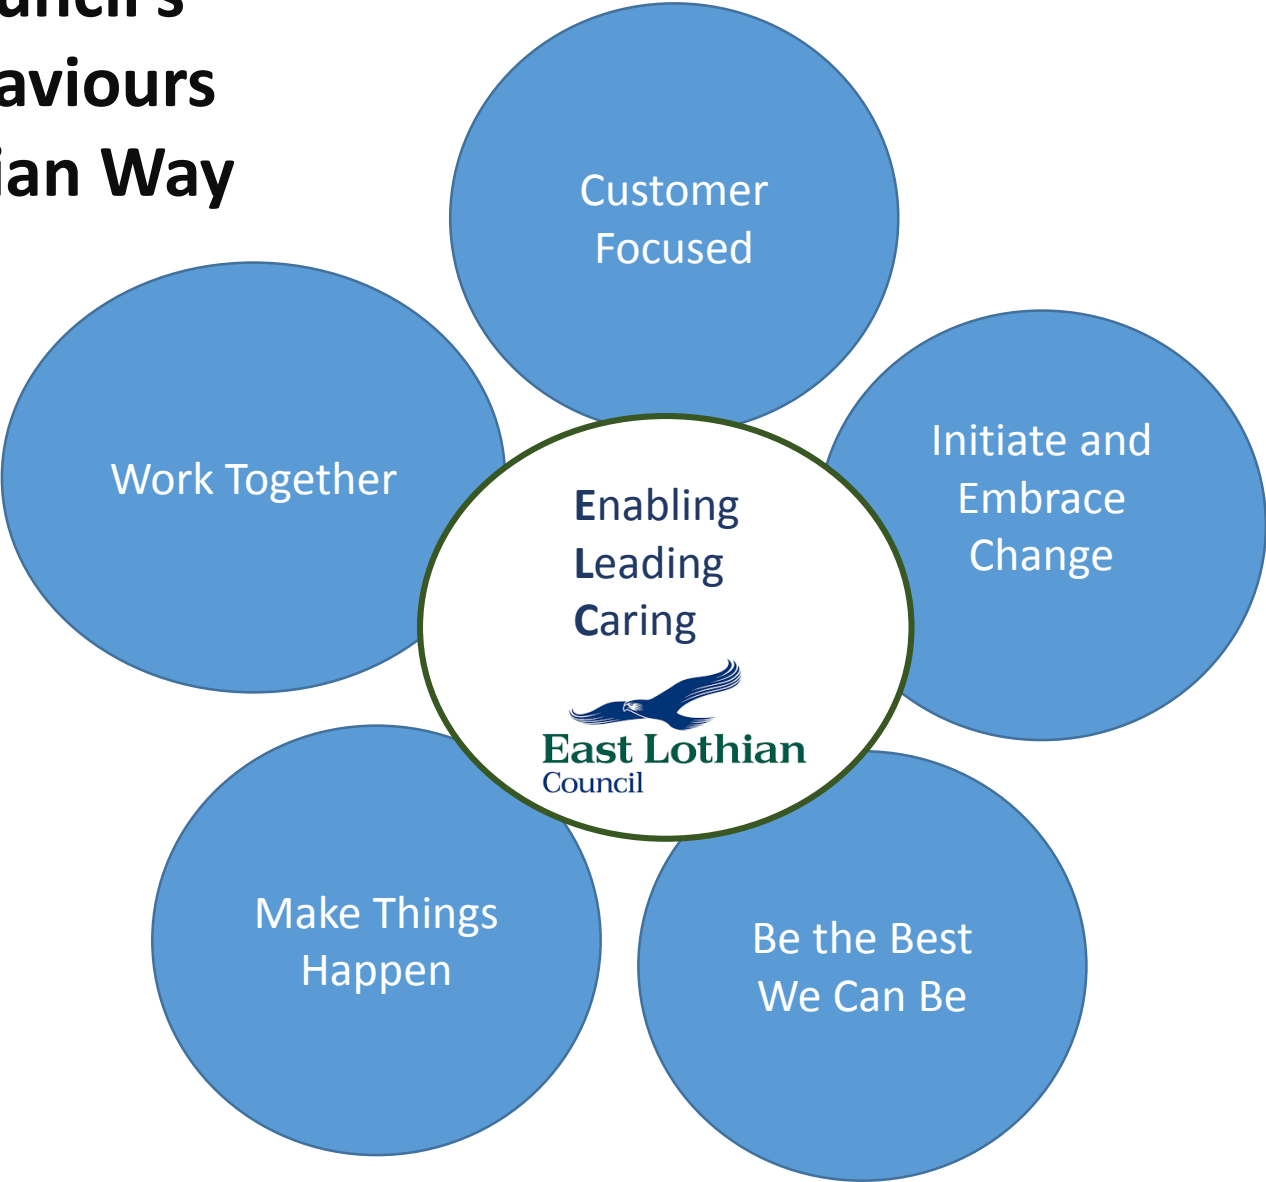 aviours
ian Way
Customer
Focused
Work Together
Initiate and
Embrace
Change
Enabling
Leading
Caring
East Lothian
Council
Make Things
Happen
Be the Best
We Can Be